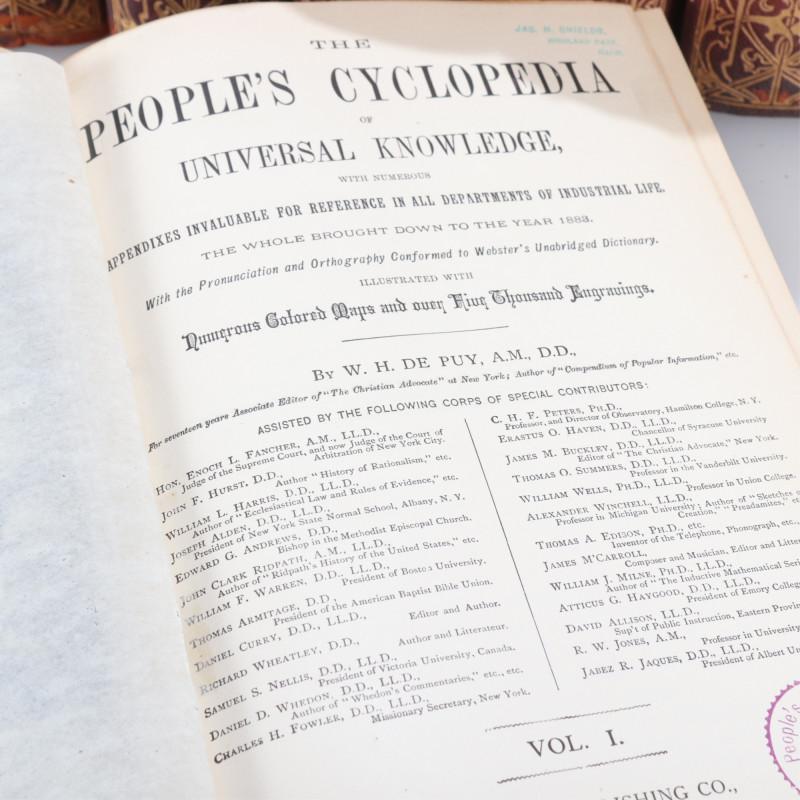 JAS. H. SHIELDS,
HIGHLAND PARK,
THE
PEOPLE'S CYCLOPEDIA
OF
UNIVERSAL KNOWLEDGE,
WITH NUMEROUS
APPENDIXES INVALUABLE FOR REFERENCE IN ALL DEPARTMENTS OF INDUSTRIAL LIFE.
THE WHOLE BROUGHT DOWN TO THE YEAR 1883.
With the Pronunciation and Orthography Conformed to Webster's Unabridged Dictionary.
ILLUSTRATED WITH
Numerous Colored Maps and over Five Thousand Engravings.
BY W. H. DE PUY, A.M., D.D.,
For seventeen years Associate Editor of "The Christian Advocate" at New York; Author of "Compendium of Popular Information," etc.
ASSISTED BY THE FOLLOWING CORPS OF SPECIAL CONTRIBUTORS:
HON. ENOCH L. FANCHER, A.M., LL.D.,
Judge of the Supreme Court, and now Judge of the Court of
Arbitration of New York City.
JOHN F. HURST, D.D.,
Author "History of Rationalism," etc.
WILLIAM L. HARRIS, D.D., LL.D.,
Author of "Ecclesiastical Law and Rules of Evidence," etc.
JOSEPH ALDEN, D.D., LL.D.,
President of New York State Normal School, Albany, N. Y.
EDWARD G. ANDREWS, D.D.,
Bishop in the Methodist Episcopal Church.
JOHN CLARK RIDPATH, A.M., LL.D.,
Author of "Ridpath's History of the United States," etc.
WILLIAM F. WARREN, D.D., LL.D.,
President of Boston University.
THOMAS ARMITAGE, D.D.,
President of the American Baptist Bible Union.
DANIEL CURRY, D.D., LL.D.,
Editor and Author.
RICHARD WHEATLEY, D.D.,
Author and Litterateur.
SAMUEL S. NELLIS, D.D., LL.D.,
President of Victoria University, Canada.
DANIEL D. WHEDON, D.D., LL.D.,
Author of "Whedon's Commentaries," etc., etc.
CHARLES H. FOWLER, D.D., LL.D.,
Missionary Secretary, New York.
C. H. F. PETERS, PH.D.,
Professor, and Director of Observatory, Hamilton College, N. Y.
ERASTUS O. HAVEN, D.D., LL.D.,
Chancellor of Syracuse University
JAMES M. BUCKLEY, D.D., LL.D.,
Editor of "The Christian Advocate," New York.
THOMAS O. SUMMERS, D.D., LL.D.,
Professor in the Vanderbilt University.
WILLIAM WELLS, PH.D., LL.D.,
Professor in Union College.
ALEXANDER WINCHELL, LL.D.,
Professor in Michigan University; Author of "Sketches of
Creation," "Preadamites," etc
THOMAS A. EDISON, PH.D., etc.
Inventor of the Telephone, Phonograph, etc.,
JAMES M'CARROLL,
Composer and Musician, Editor and Litter
WILLIAM J. MILNE, PH.D., LL.D.,
Author of "The Inductive Mathematical Serie
ATTICUS G. HAYGOOD, D.D., LL.D.,
President of Emory College
DAVID ALLISON, LL.D.,
Sup't of Public Instruction, Eastern Provin
R. W. JONES, A.M.,
Professor in University
JABEZ R. JAQUES, D.D., LL.D.,
President of Albert Un
VOL. I.
ISHING CO.,
People's